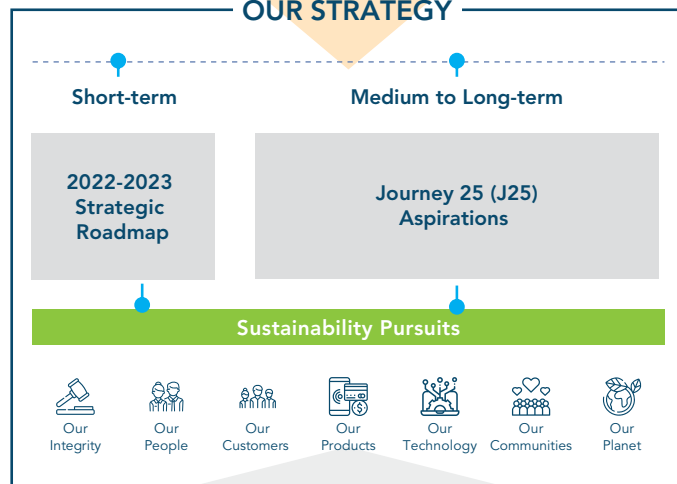 OUR STRATEGY
Short-term
Medium to Long-term
2022-2023
Strategic
Roadmap
Journey 25 (J25)
Aspirations
Sustainability Pursuits
Our
Integrity
Our
People
Our
Customers
Our
Products
Our
Technology
Our
Communities
Our
Planet